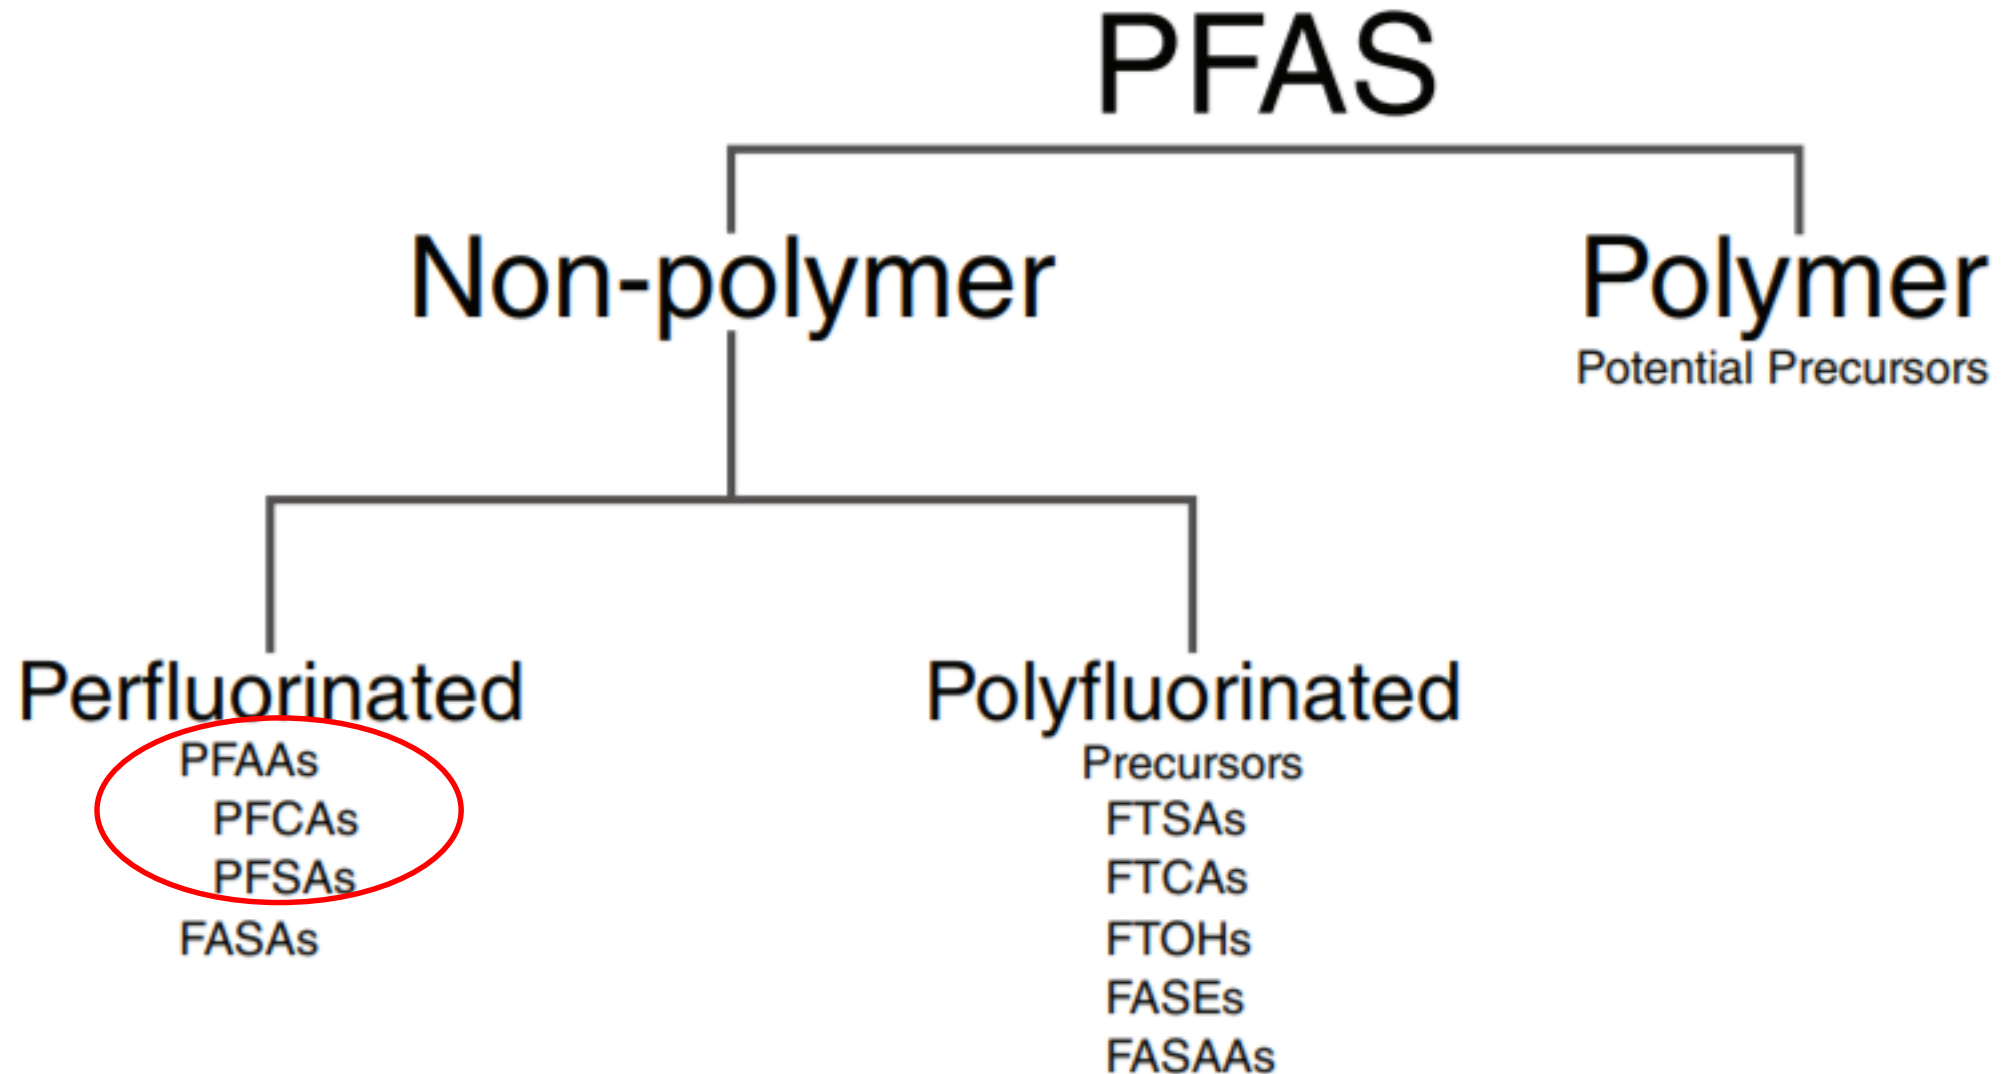 PFAS
Non-polymer
Polymer
Potential Precursors
Perfluorinated
PFAAs
PFCAs
PFSAs
FASAs
Polyfluorinated
Precursors
FTSAs
FTCAs
FTOHs
FASEs
FASAAs